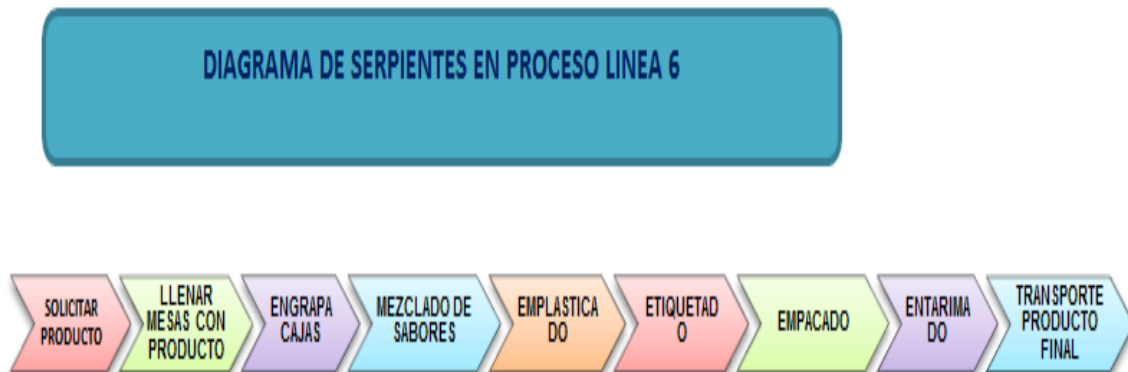 DIAGRAMA DE SERPIENTES EN PROCESO LINEA 6
SOLICITAR
PRODUCTO
LLENAR
MESAS CON
PRODUCTO
ENGRAPA
CAJAS
MEZCLADO DE
SABORES
EMPLASTICA
DO
ETIQUETAD
O
EMPACADO
ENTARIMA
DO
TRANSPORTE
PRODUCTO
FINAL